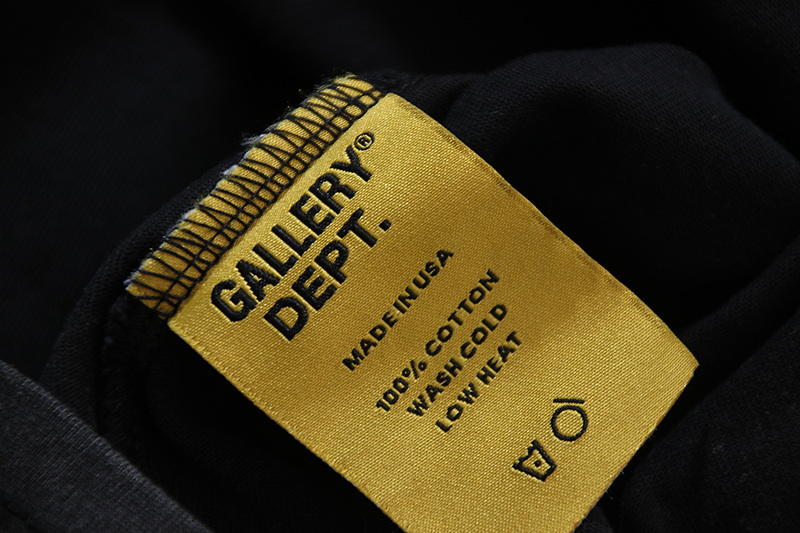 GALLERY®
DEPT.
MADE IN USA
100% COTTON
WASH COLD
LOW HEAT